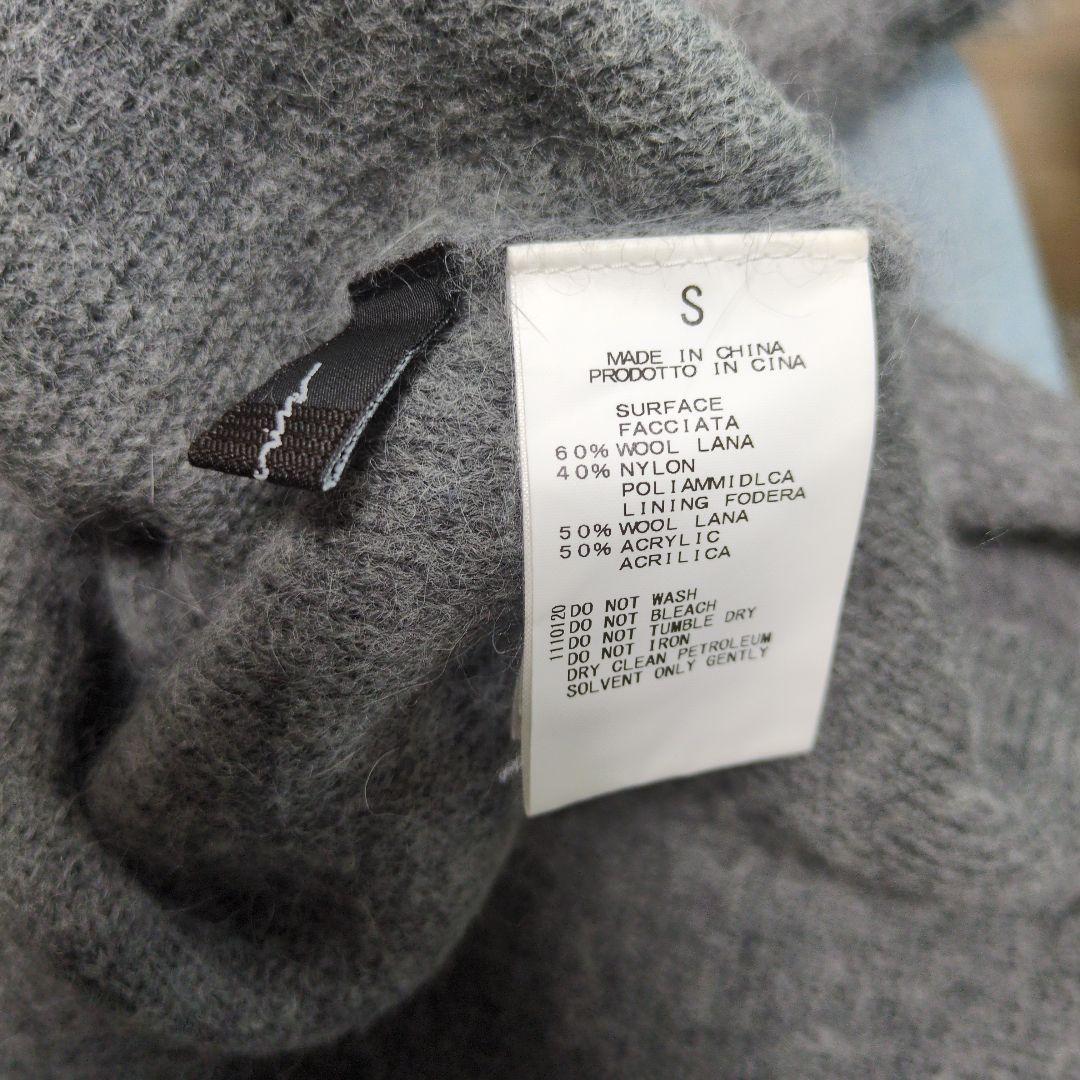 S
MADE IN CHINA
PRODOTTO IN CINA
SURFACE
FACCIATA
60% WOOL LANA
40% NYLON
POLIAMMIDLCA
LINING FODERA
50% WOOL LANA
50% ACRYLIC
ACRILICA
1110120
DO NOT WASH
DO NOT BLEACH
DO NOT TUMBLE DRY
DO NOT IRON
DRY CLEAN PETROLEUM
SOLVENT ONLY GENTLY